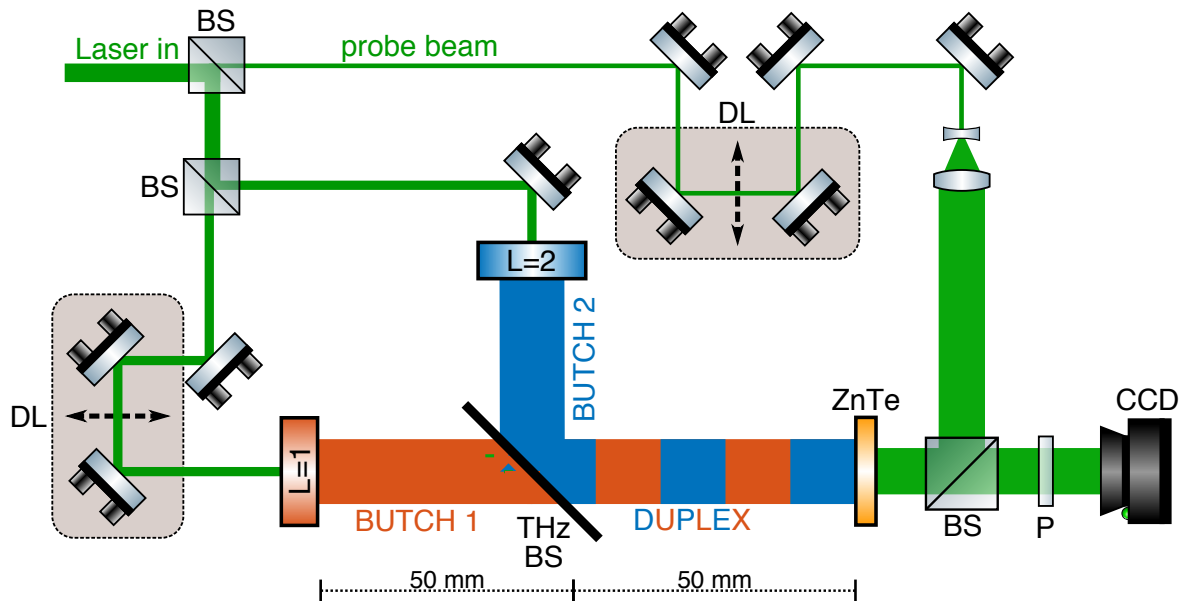 BS
Laser in
probe beam
DL
BS
L=2
BUTCH 2
DL
ZnTe
CCD
L=1
BUTCH 1
THz
BS
DUPLEX
BS
P
50 mm
50 mm